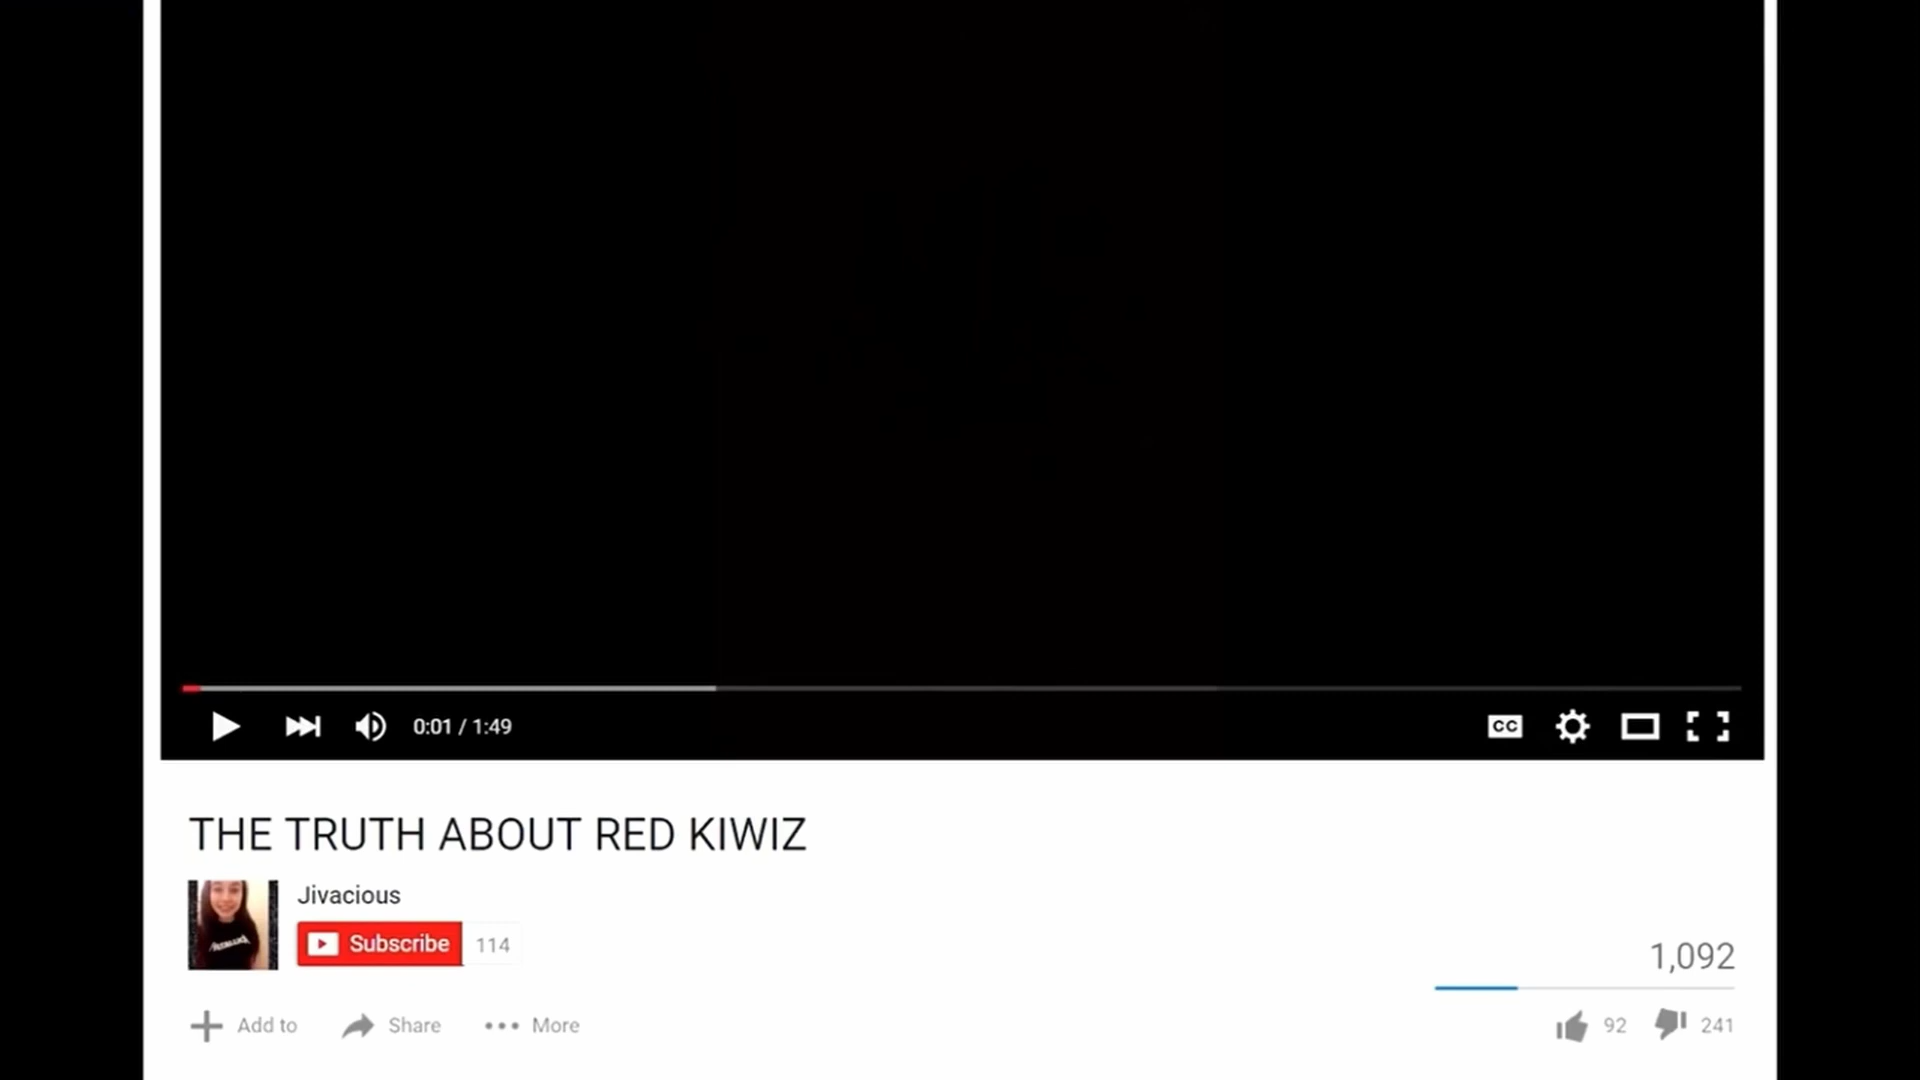 0:01 / 1:49
CC
THE TRUTH ABOUT RED KIWIZ
Jivacious
Subscribe 114
1,092
Add to Share More
92 241